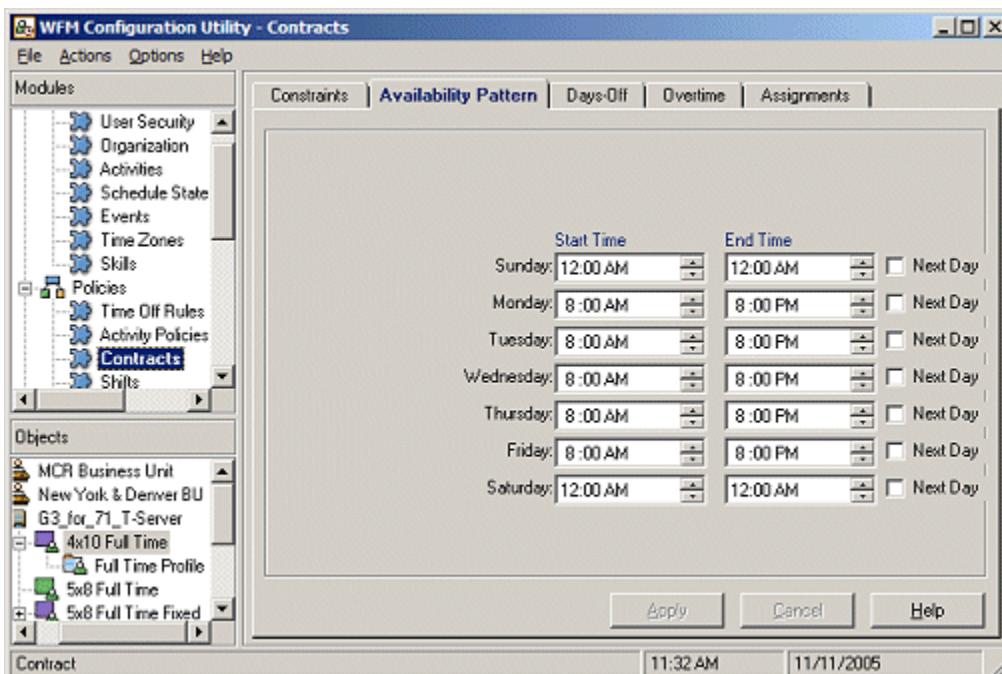 WFM Configuration Utility - Contracts
File Actions Options Help
Modules
User Security
Organization
Activities
Schedule State
Events
Time Zones
Skills
Policies
Time Off Rules
Activity Policies
Contracts
Shifts
Objects
MCR Business Unit
New York & Denver BU
G3_for_71_T-Server
4x10 Full Time
Full Time Profile
5x8 Full Time
5x8 Full Time Fixed
Constraints Availability Pattern Days-Off Overtime Assignments
Start Time End Time
Sunday: 12:00 AM 12:00 AM Next Day
Monday: 8:00 AM 8:00 PM Next Day
Tuesday: 8:00 AM 8:00 PM Next Day
Wednesday: 8:00 AM 8:00 PM Next Day
Thursday: 8:00 AM 8:00 PM Next Day
Friday: 8:00 AM 8:00 PM Next Day
Saturday: 12:00 AM 12:00 AM Next Day
Apply Cancel Help
Contract 11:32 AM 11/11/2005